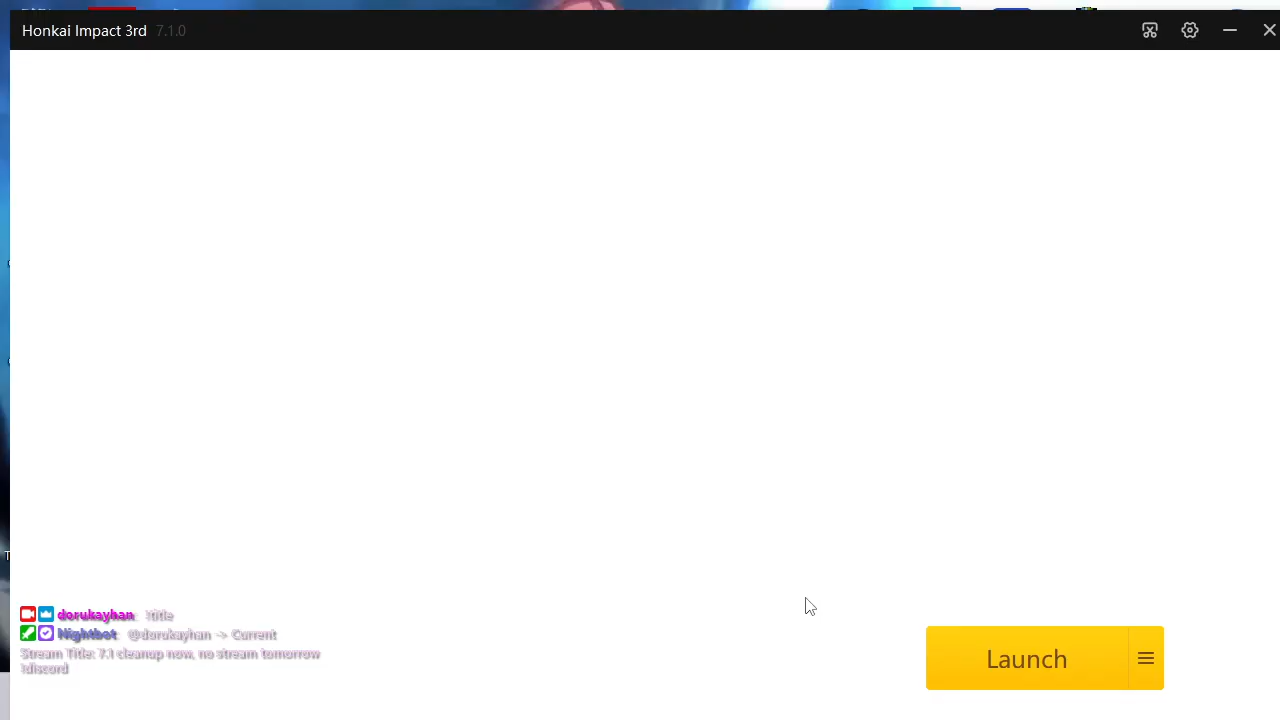 Honkai Impact 3rd 7.1.0
dorukayhan: !title
Nightbot: @dorukayhan -> Current
Stream Title: 7.1 cleanup now, no stream tomorrow
!discord
Launch